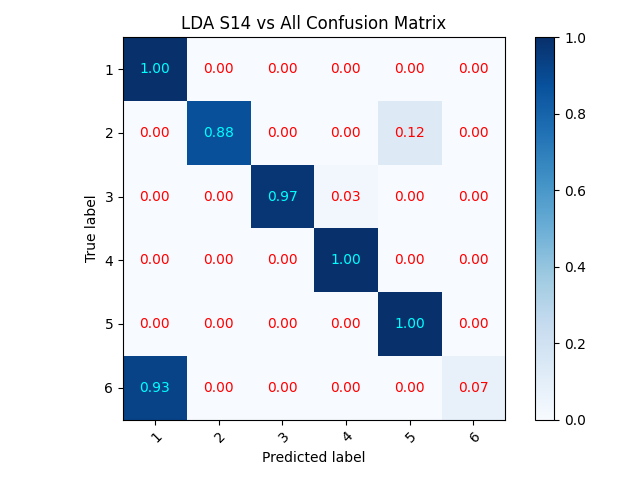 LDA S14 vs All Confusion Matrix
1 1.00 0.00 0.00 0.00 0.00 0.00
2 0.00 0.88 0.00 0.00 0.12 0.00
3 0.00 0.00 0.97 0.03 0.00 0.00
4 0.00 0.00 0.00 1.00 0.00 0.00
5 0.00 0.00 0.00 0.00 1.00 0.00
6 0.93 0.00 0.00 0.00 0.00 0.07
1 2 3 4 5 6
True label
Predicted label
1.0
0.8
0.6
0.4
0.2
0.0